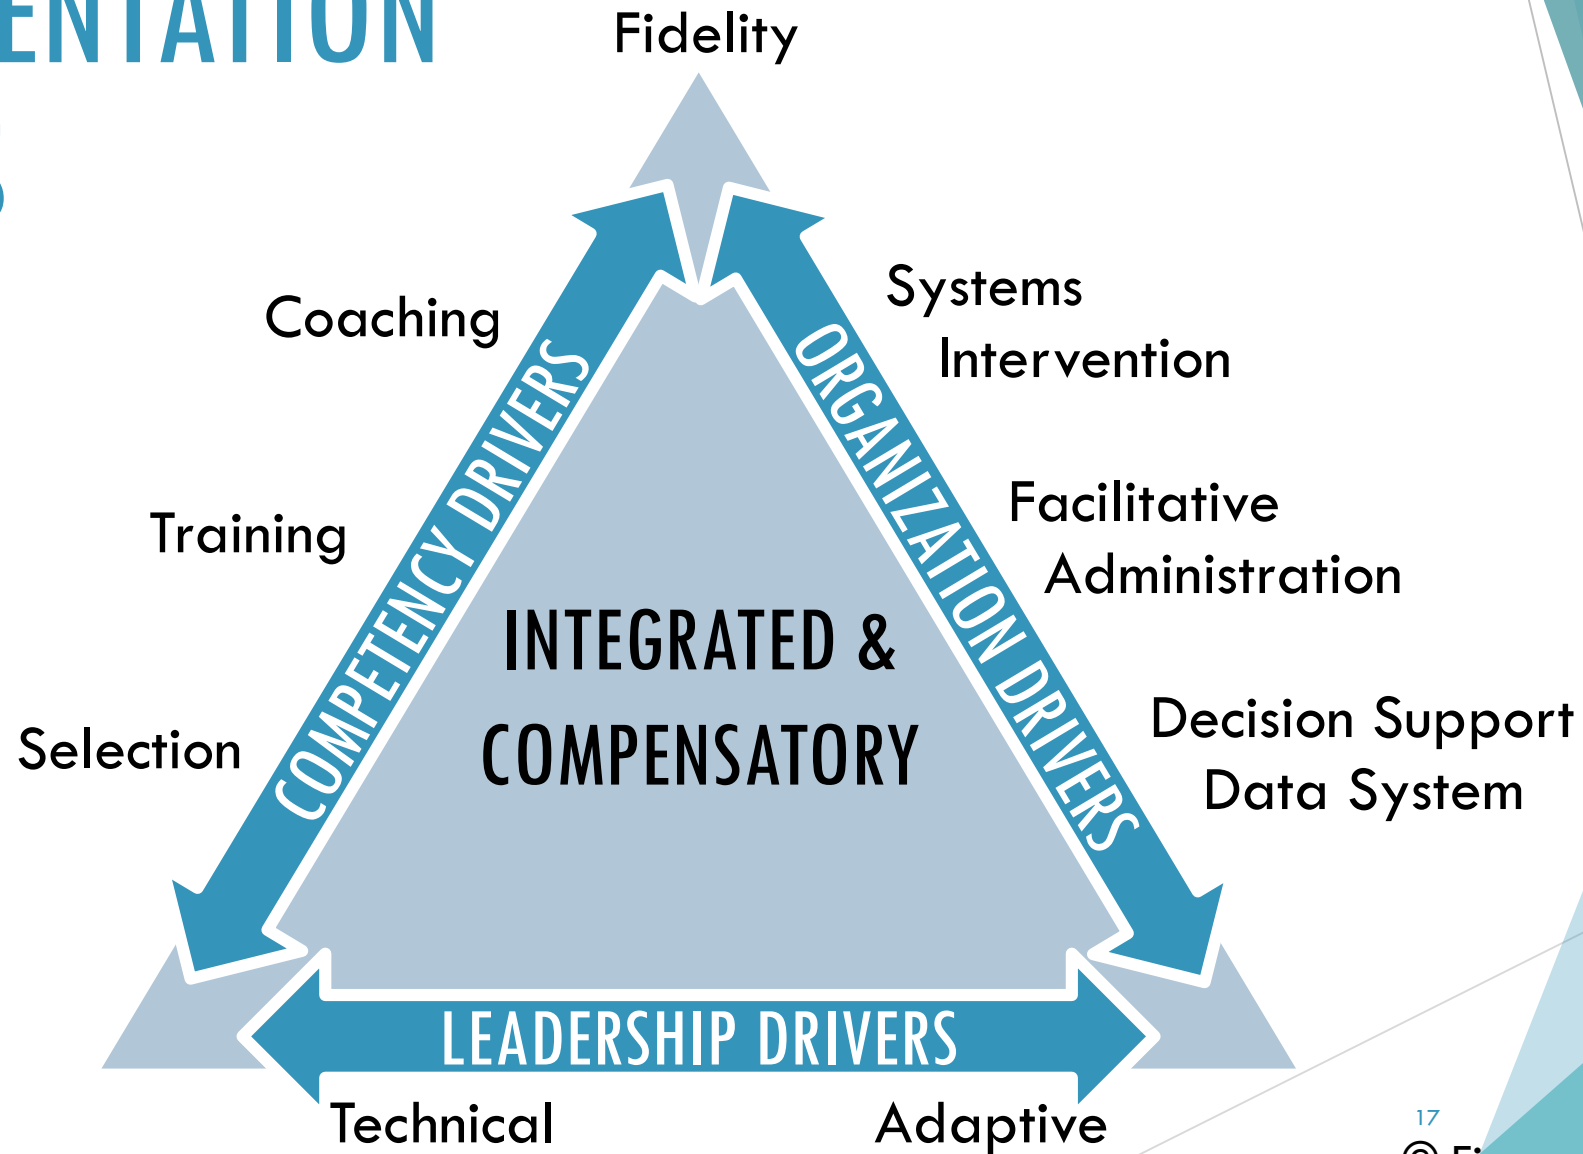 Fidelity
Coaching
Systems
Intervention
Training
Facilitative
Administration
Selection
Decision Support
Data System
COMPETENCY DRIVERS
ORGANIZATION DRIVERS
INTEGRATED &
COMPENSATORY
LEADERSHIP DRIVERS
Technical
Adaptive
17